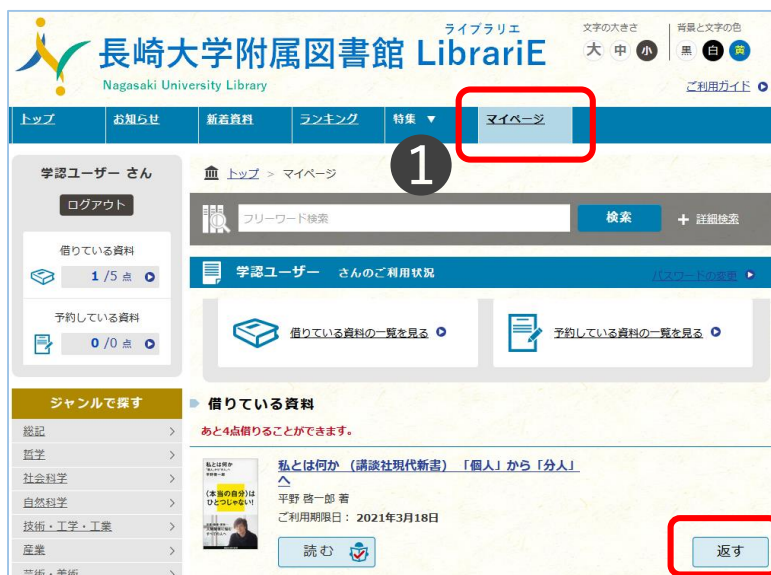 ライブラリエ
長崎大学附属図書館 LibrariE
Nagasaki University Library
文字の大きさ
大 中 小
背景と文字の色
黒 白 黄
ご利用ガイド
トップ お知らせ 新着資料 ランキング 特集 ▼ マイページ
1
学認ユーザー さん
ログアウト
借りている資料
1 /5 点
予約している資料
0 /0 点
ジャンルで探す
総記
哲学
社会科学
自然科学
技術・工学・工業
産業
芸術・美術
トップ > マイページ
フリーワード検索
検索
+ 詳細検索
学認ユーザー さんのご利用状況
パスワードの変更
借りている資料の一覧を見る
予約している資料の一覧を見る
借りている資料
あと4点借りることができます。
私とは何か
平野啓一郎
(本当の自分)は
ひとつじゃない!
私とは何か (講談社現代新書) 「個人」から「分人」
へ
平野 啓一郎 著
ご利用期限日： 2021年3月18日
読む
返す